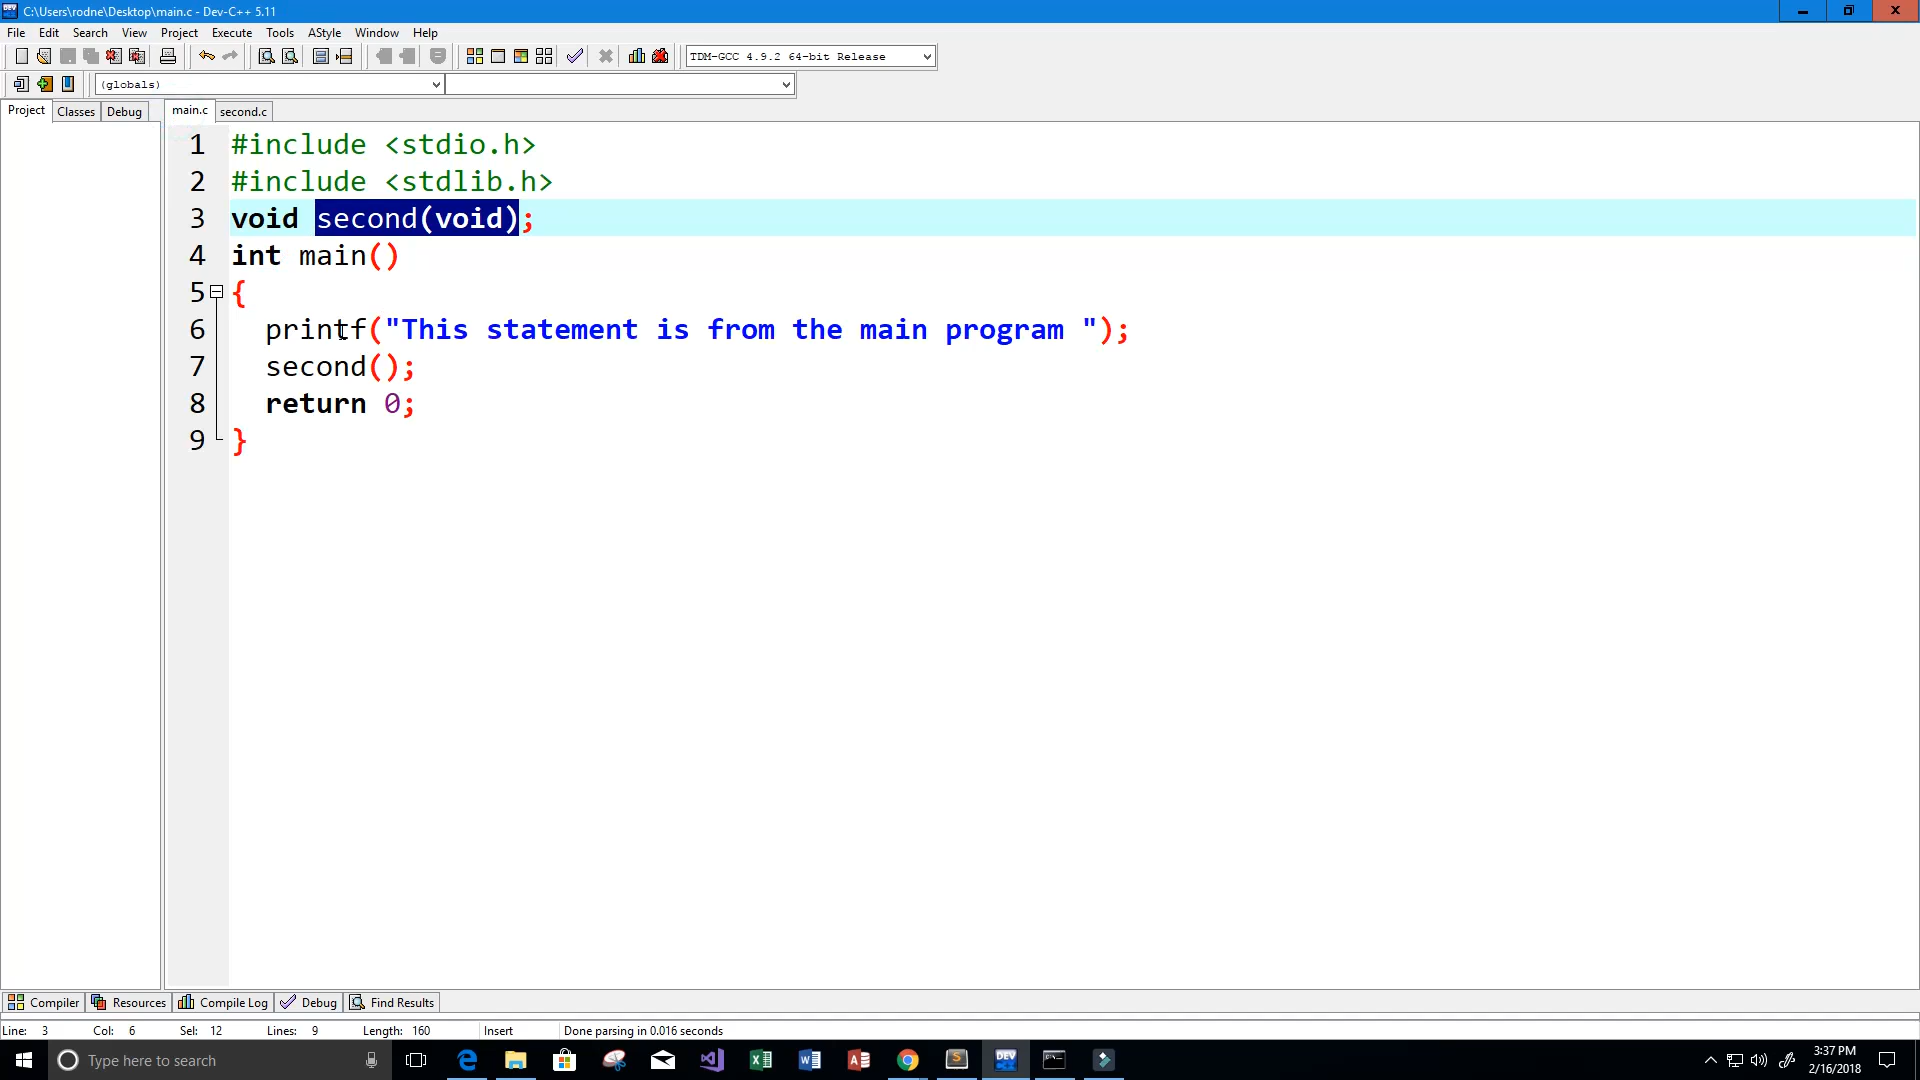 C:\Users\rodne\Desktop\main.c - Dev-C++ 5.11
File Edit Search View Project Execute Tools AStyle Window Help
TDM-GCC 4.9.2 64-bit Release
(globals)
Project Classes Debug main.c second.c
1 #include <stdio.h>
2 #include <stdlib.h>
3 void second(void);
4 int main()
5 {
6 printf("This statement is from the main program ");
7 second();
8 return 0;
9 }
Compiler Resources Compile Log Debug Find Results
Line: 3 Col: 6 Sel: 12 Lines: 9 Length: 160 Insert Done parsing in 0.016 seconds
Type here to search
3:37 PM
2/16/2018